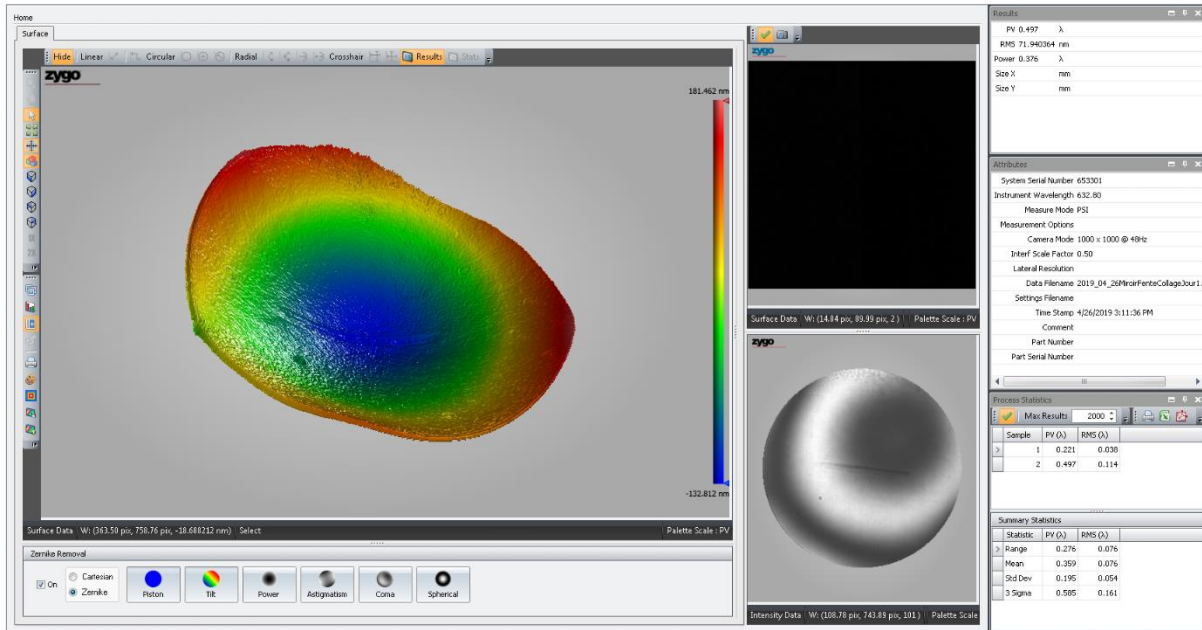 Home
Surface
Hide Linear Circular Radial Crosshair Results Stats
zygo
181.462 nm
-132.812 nm
Surface Data W: (363.50 pix, 758.76 pix, -18.688212 nm) Select Palette Scale : PV
Zernike Removal
On
Cartesian
Zernike
Piston Tilt Power Astigmatism Coma Spherical
zygo
Surface Data W: (14.84 pix, 89.99 pix, 2 ) Palette Scale : PV
zygo
Intensity Data W: (108.78 pix, 743.89 pix, 101 ) Palette Scale
Results
PV 0.497 λ
RMS 71.940364 nm
Power 0.376 λ
Size X mm
Size Y mm
Attributes
System Serial Number 653301
Instrument Wavelength 632.80
Measure Mode PSI
Measurement Options
Camera Mode 1000 x 1000 @ 48Hz
Interf Scale Factor 0.50
Lateral Resolution
Data Filename 2019_04_26MiroirFenteCollageJour1.
Settings Filename
Time Stamp 4/26/2019 3:11:36 PM
Comment
Part Number
Part Serial Number
Process Statistics
Max Results 2000
Sample PV (λ) RMS (λ)
1 0.221 0.038
2 0.497 0.114
Summary Statistics
Statistic PV (λ) RMS (λ)
Range 0.276 0.076
Mean 0.359 0.076
Std Dev 0.195 0.054
3 Sigma 0.585 0.161